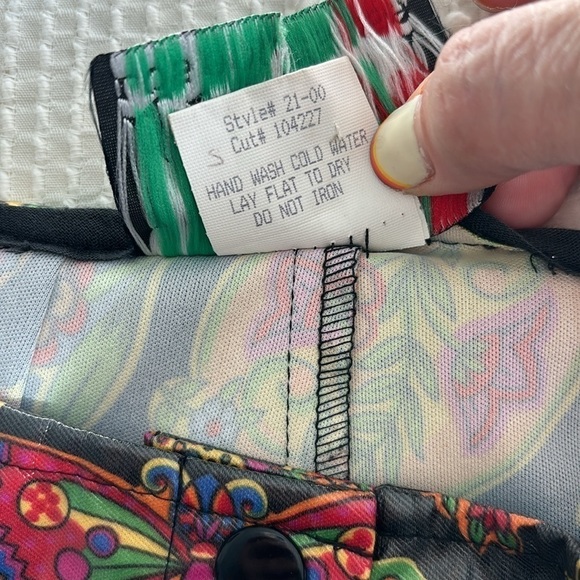 Style# 21-00
Cut# 104227
S
HAND WASH COLD WATER
LAY FLAT TO DRY
DO NOT IRON